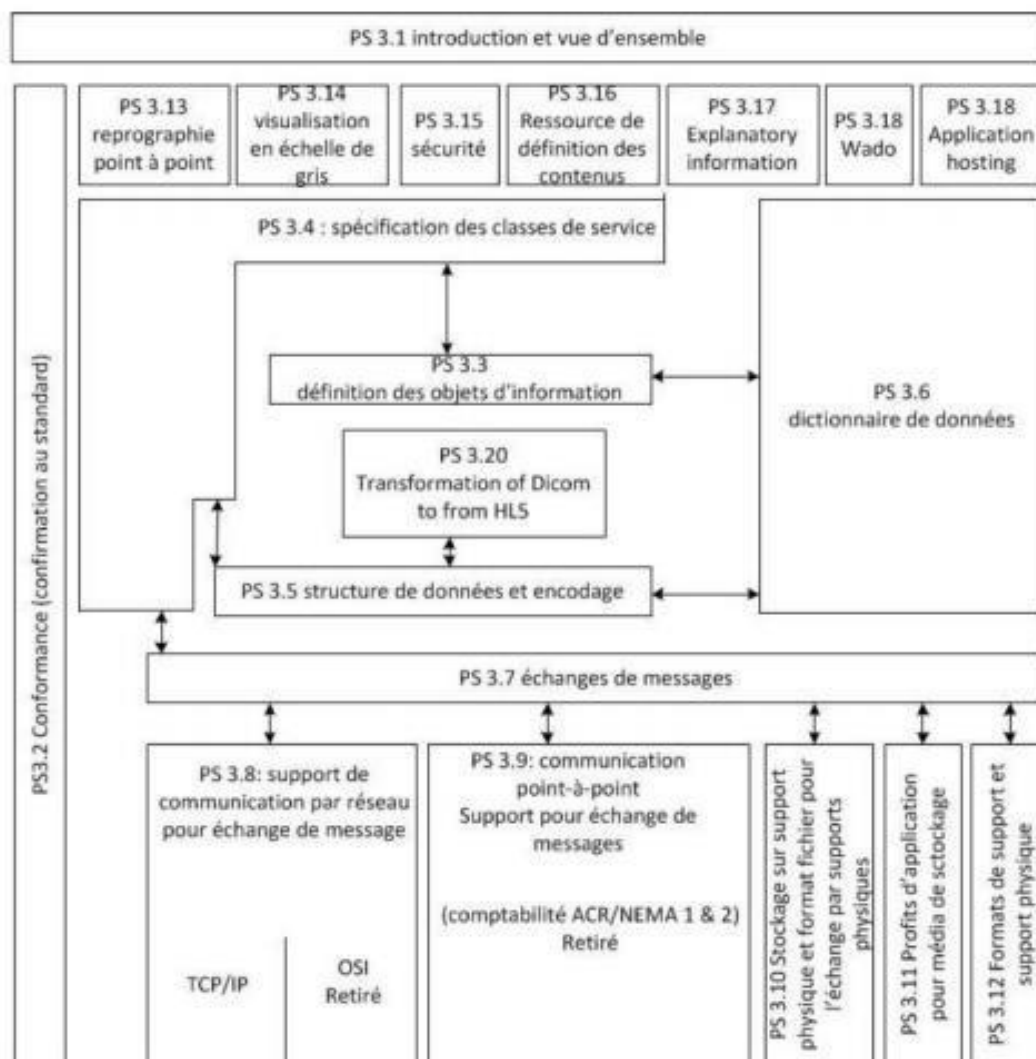 PS 3.1 introduction et vue d'ensemble
PS 3.13
reprographie
point à point
PS 3.14
visualisation
en échelle de
gris
PS 3.15
sécurité
PS 3.16
Ressource de
définition des
contenus
PS 3.17
Explanatory
information
PS 3.18
Wado
PS 3.18
Application
hosting
PS3.2 Conformance (confirmation au standard)
PS 3.4 : spécification des classes de service
PS 3.3
définition des objets d'information
PS 3.6
dictionnaire de données
PS 3.20
Transformation of Dicom
to from HL5
PS 3.5 structure de données et encodage
PS 3.7 échanges de messages
PS 3.8: support de
communication par réseau
pour échange de message
TCP/IP
OSI
Retiré
PS 3.9: communication
point-à-point
Support pour échange de
messages
(comptabilité ACR/NEMA 1 & 2)
Retiré
PS 3.10 Stockage sur support
physique et format fichier pour
l'échange par supports
physiques
PS 3.11 Profits d'application
pour média de sctockage
PS 3.12 Formats de support et
support physique